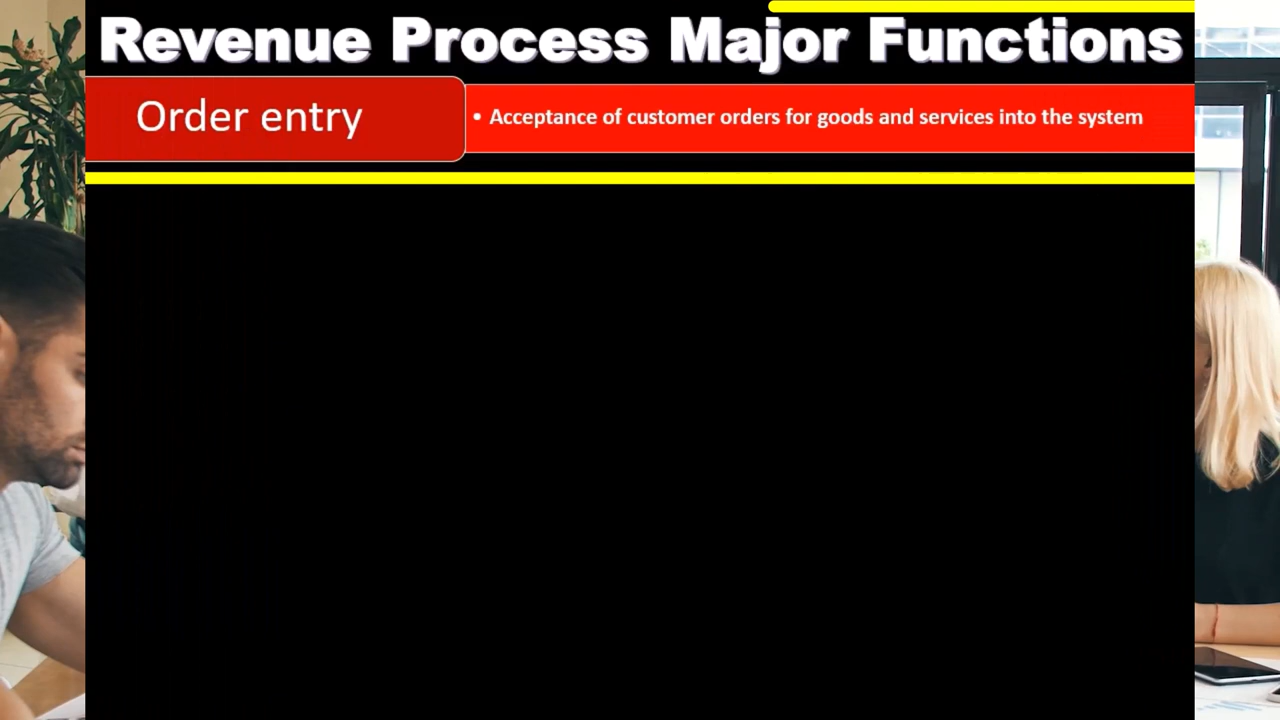 Revenue Process Major Functions
Order entry
• Acceptance of customer orders for goods and services into the system